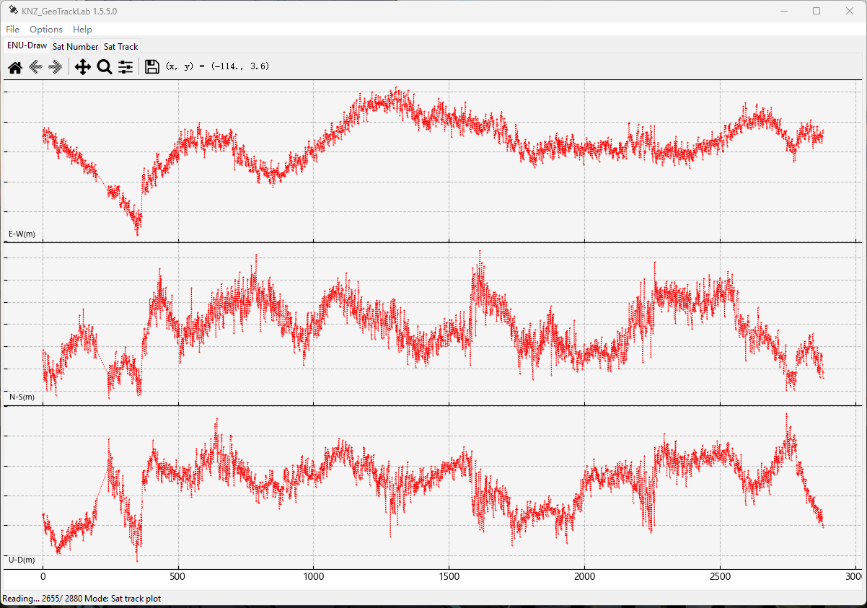 KNZ_GeoTrackLab 1.5.5.0
File Options Help
ENU-Draw Sat Number Sat Track
(x, y) = (-114., 3.6)
E-W(m)
N-S(m)
U-D(m)
0 500 1000 1500 2000 2500 3000
Reading... 2655/ 2880 Mode: Sat track plot